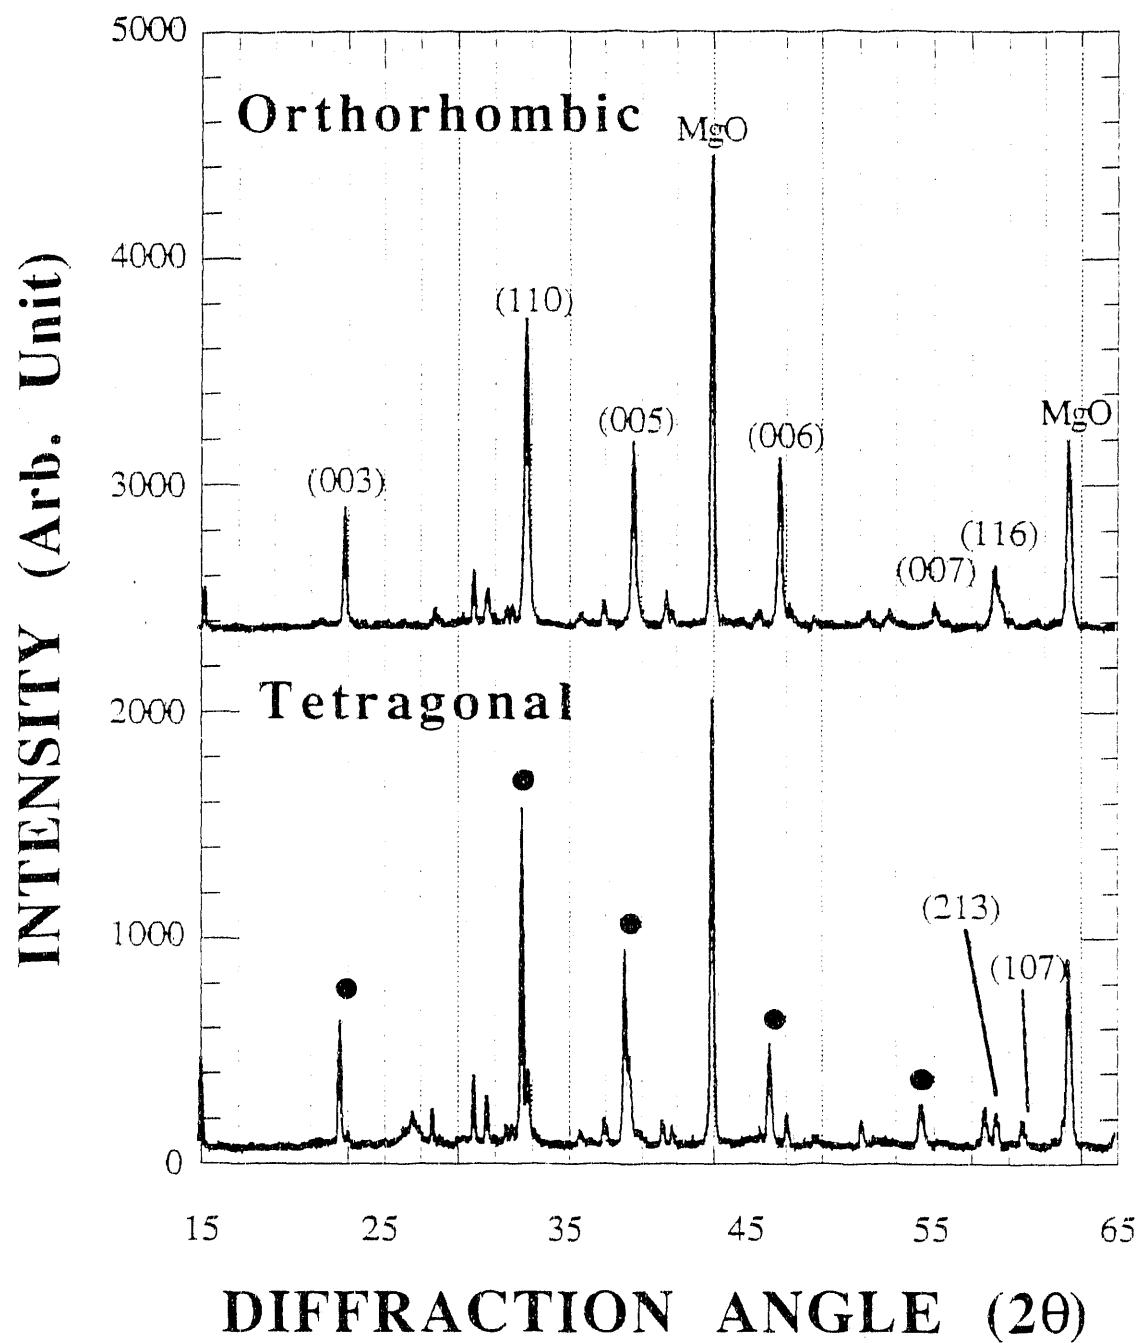 5000
Orthorhombic
MgO
4000
(110)
(005)
(006)
MgO
(003)
3000
(116)
(007)
Tetragonal
2000
(213)
1000
(107)
0
15 25 35 45 55 65
DIFFRACTION ANGLE (2θ)
INTENSITY (Arb. Unit)